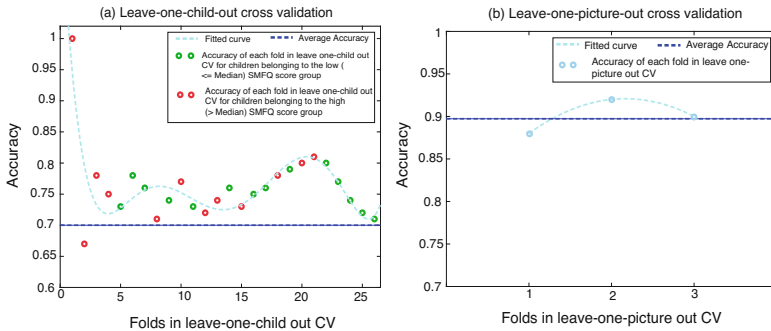 (a) Leave-one-child-out cross validation
Fitted curve
Average Accuracy
Accuracy of each fold in leave one-child out
CV for children belonging to the low (
<= Median) SMFQ score group
Accuracy of each fold in leave one-child out
CV for children belonging to the high
(> Median) SMFQ score group
Accuracy
1
0.95
0.9
0.85
0.8
0.75
0.7
0.65
0.6
0 5 10 15 20 25
Folds in leave-one-child out CV
(b) Leave-one-picture-out cross validation
Fitted curve
Average Accuracy
Accuracy of each fold in leave one-
picture out CV
Accuracy
1
0.95
0.9
0.85
0.8
0.75
0.7
1 2 3
Folds in leave-one-picture out CV